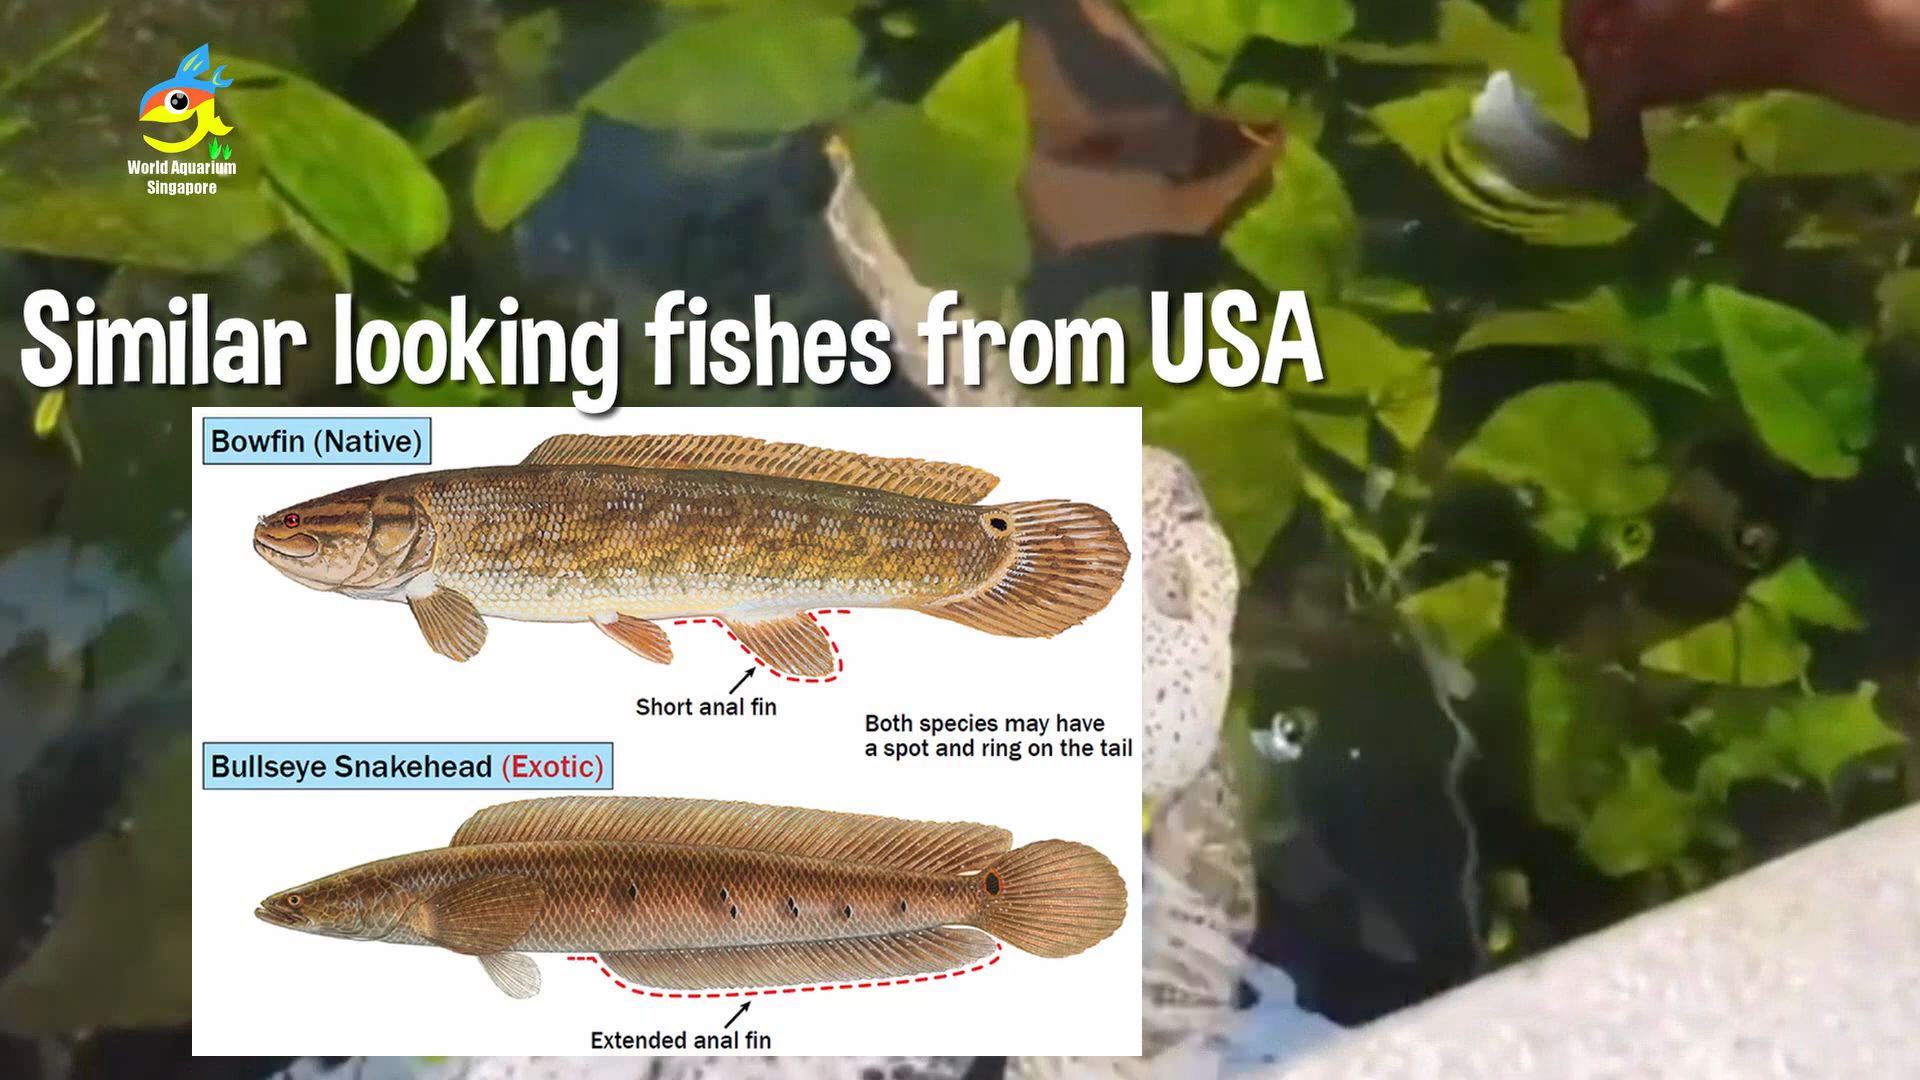 World Aquarium
Singapore
Similar looking fishes from USA
Bowfin (Native)
Short anal fin
Both species may have
a spot and ring on the tail
Bullseye Snakehead (Exotic)
Extended anal fin